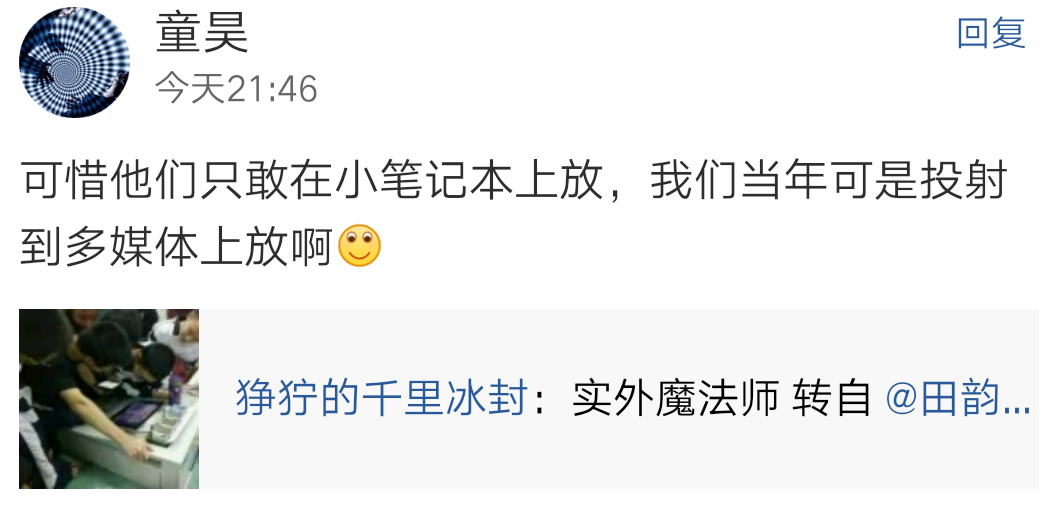 童昊
回复
今天21:46
可惜他们只敢在小笔记本上放，我们当年可是投射
到多媒体上放啊
狰狞的千里冰封：实外魔法师 转自 @田韵...